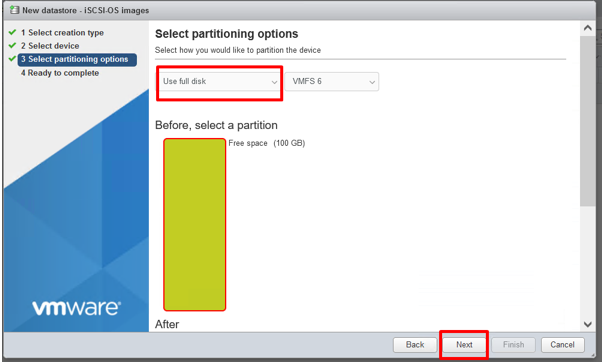 New datastore - iSCSI-OS images
1 Select creation type
2 Select device
3 Select partitioning options
4 Ready to complete
Select partitioning options
Select how you would like to partition the device
Use full disk
VMFS 6
Before, select a partition
Free space (100 GB)
After
vmware®
Back
Next
Finish
Cancel